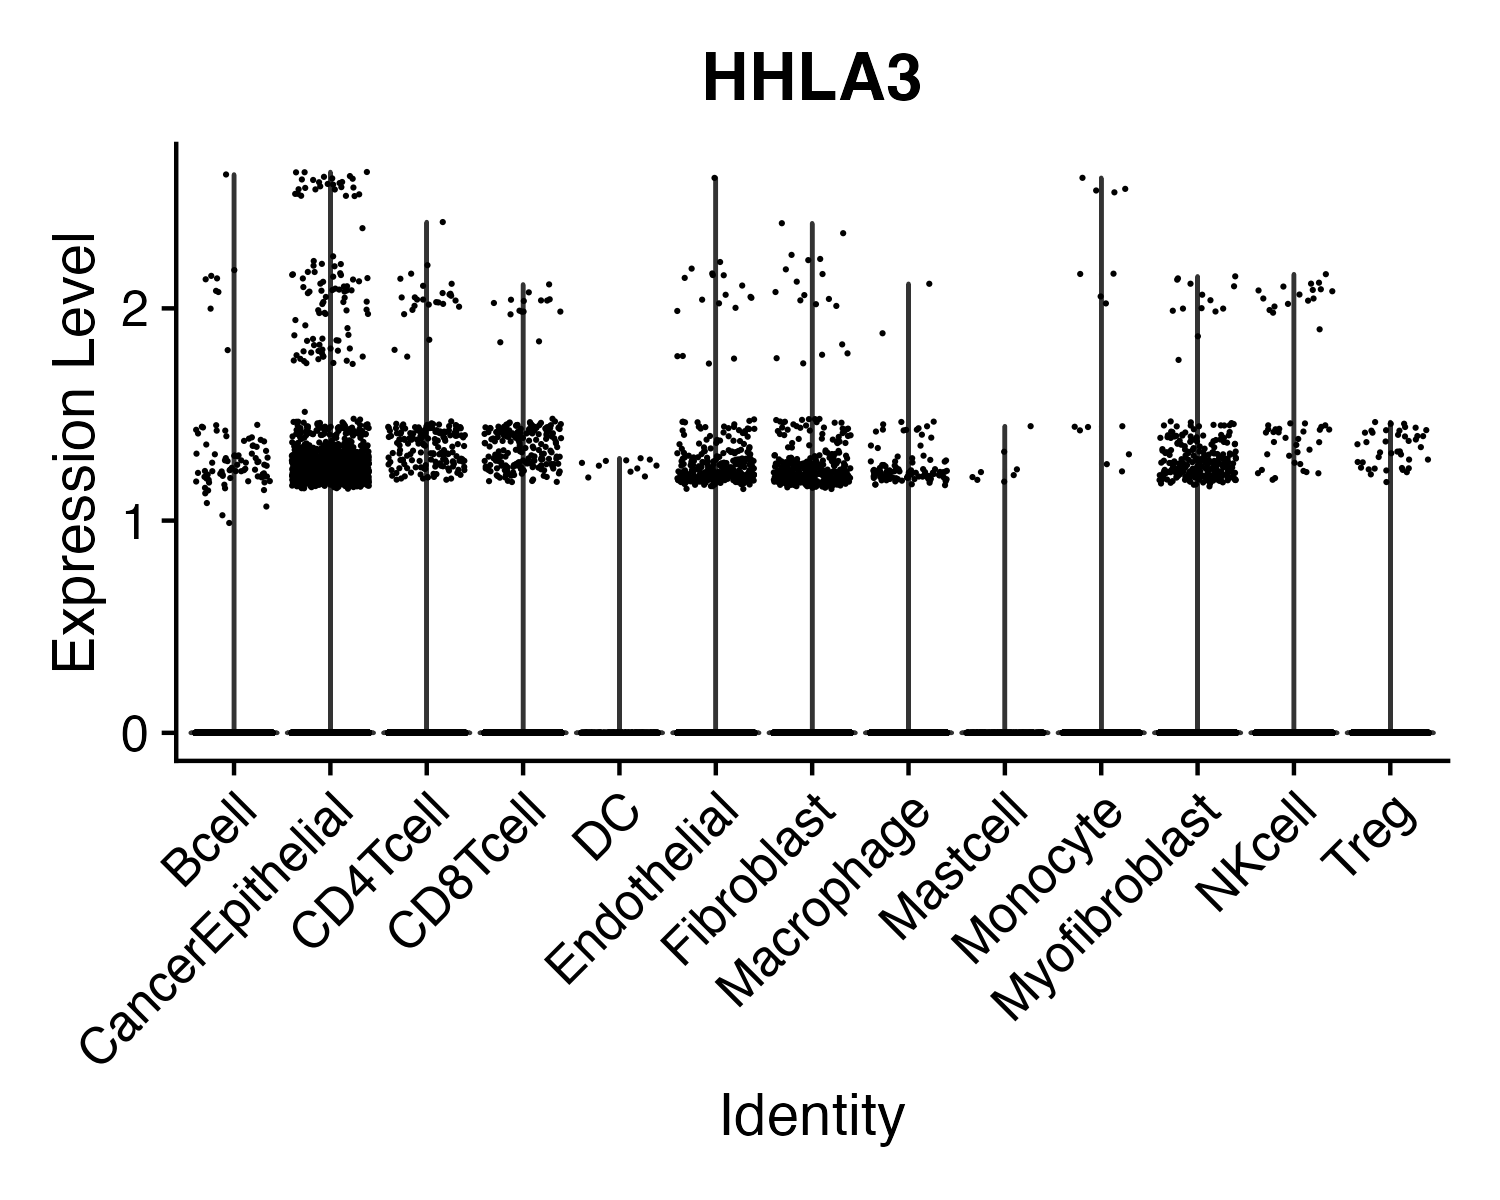 HHLA3
Expression Level
2
1
0
Bcell
CancerEpithelial
CD4Tcell
CD8Tcell
DC
Endothelial
Fibroblast
Macrophage
Mastcell
Monocyte
Myofibroblast
NKcell
Treg
Identity